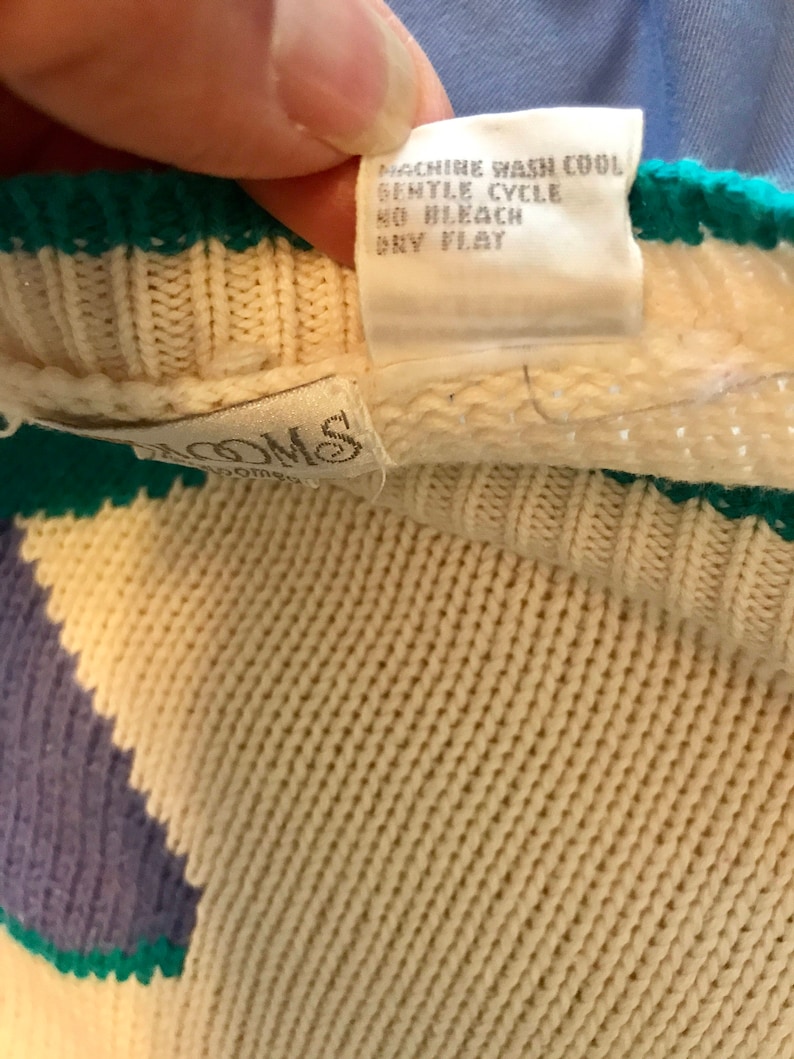 MACHINE WASH COOL
GENTLE CYCLE
NO BLEACH
DRY FLAT